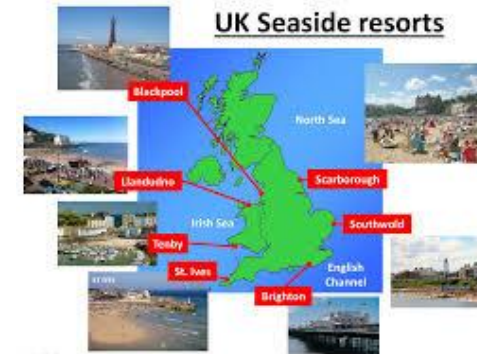 UK Seaside resorts
Blackpool
North Sea
Llandudno
Scarborough
Irish Sea
Southwold
Tenby
St. Ives
English
Channel
Brighton